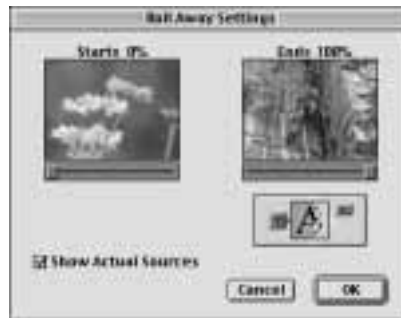 Roll Away Settings
Start: 0%
End: 100%
A
Show Actual Sources
Cancel
OK